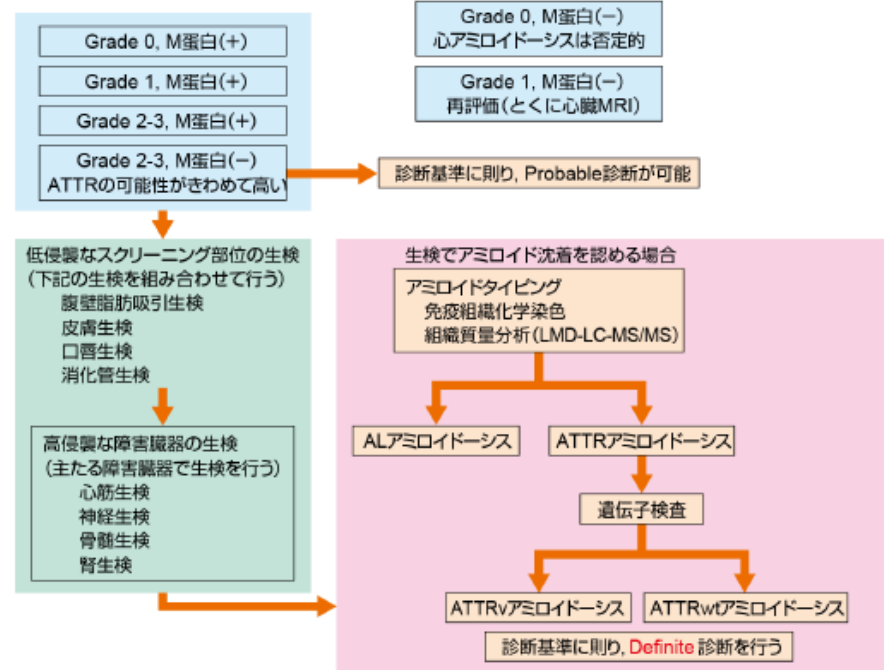 Grade 0, M蛋白(+)
Grade 1, M蛋白(+)
Grade 2-3, M蛋白(+)
Grade 2-3, M蛋白(−)
ATTRの可能性がきわめて高い
Grade 0, M蛋白(−)
心アミロイドーシスは否定的
Grade 1, M蛋白(−)
再評価(とくに心臓MRI)
診断基準に則り, Probable診断が可能
低侵襲なスクリーニング部位の生検
(下記の生検を組み合わせて行う)
腹壁脂肪吸引生検
皮膚生検
口唇生検
消化管生検
高侵襲な障害臓器の生検
(主たる障害臓器で生検を行う)
心筋生検
神経生検
骨髄生検
腎生検
生検でアミロイド沈着を認める場合
アミロイドタイピング
免疫組織化学染色
組織質量分析(LMD-LC-MS/MS)
ALアミロイドーシス
ATTRアミロイドーシス
遺伝子検査
ATTRvアミロイドーシス
ATTRwtアミロイドーシス
診断基準に則り, Definite 診断を行う